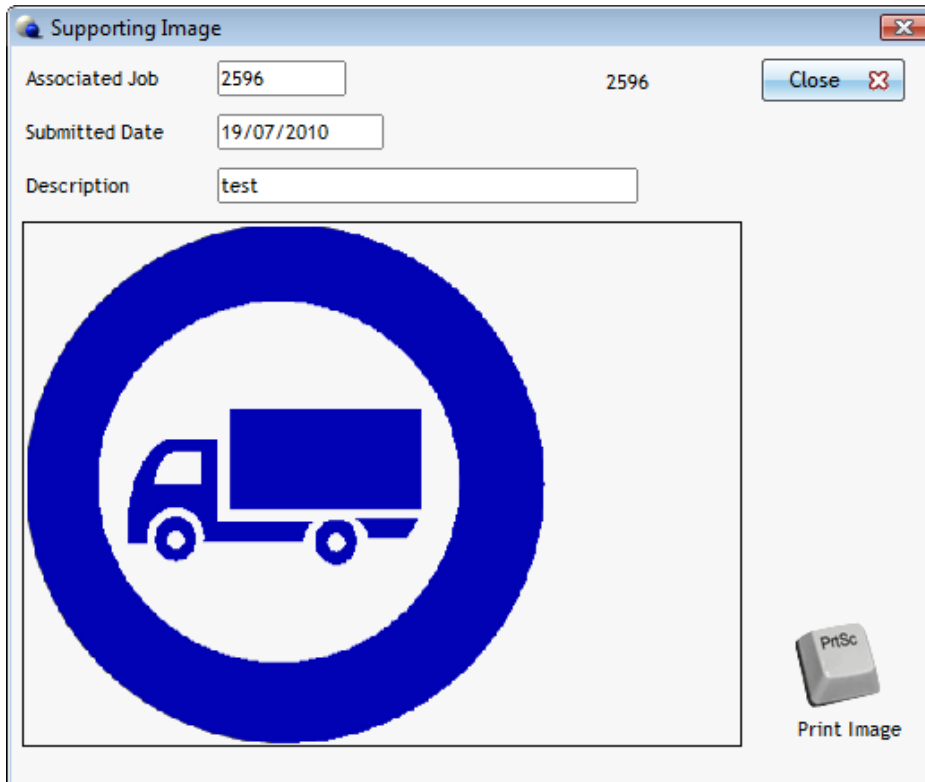 Supporting Image
Associated Job 2596 2596 Close
Submitted Date 19/07/2010
Description test
PrtSc
Print Image